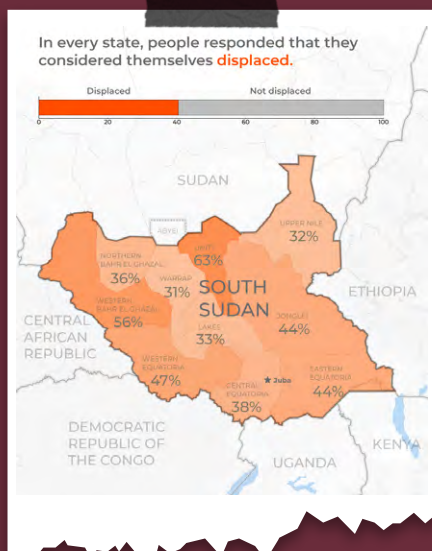 In every state, people responded that they
considered themselves displaced.
Displaced
Not displaced
0 20 40 60 80 100
SUDAN
ABYEI
UPPER NILE
32%
UNITY
63%
NORTHERN
BAHR EL GHAZAL
36%
WARRAP
31%
SOUTH
SUDAN
ETHIOPIA
WESTERN
BAHR EL GHAZAL
56%
JONGLEI
44%
CENTRAL
AFRICAN
REPUBLIC
LAKES
33%
WESTERN
EQUATORIA
47%
CENTRAL
EQUATORIA
38%
Juba
EASTERN
EQUATORIA
44%
DEMOCRATIC
REPUBLIC OF
THE CONGO
UGANDA
KENYA